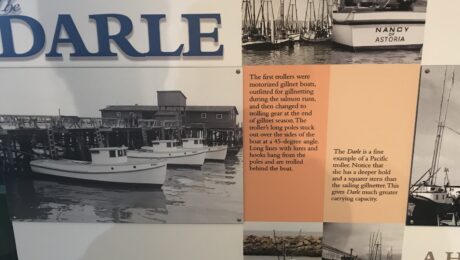 the
DARLE
NANCY
OF
ASTORIA
The first trollers were
motorized gillnet boats,
outfitted for gillnetting
during the salmon runs,
and then changed to
trolling gear at the end
of gillnet season. The
troller's long poles stuck
out over the sides of the
boat at a 45-degree angle.
Long lines with lures and
hooks hang from the
poles and are trolled
behind the boat.
The Darle is a fine
example of a Pacific
troller. Notice that
she has a deeper hold
and a squarer stern than
the sailing gillnetter. This
gives Darle much greater
carrying capacity.